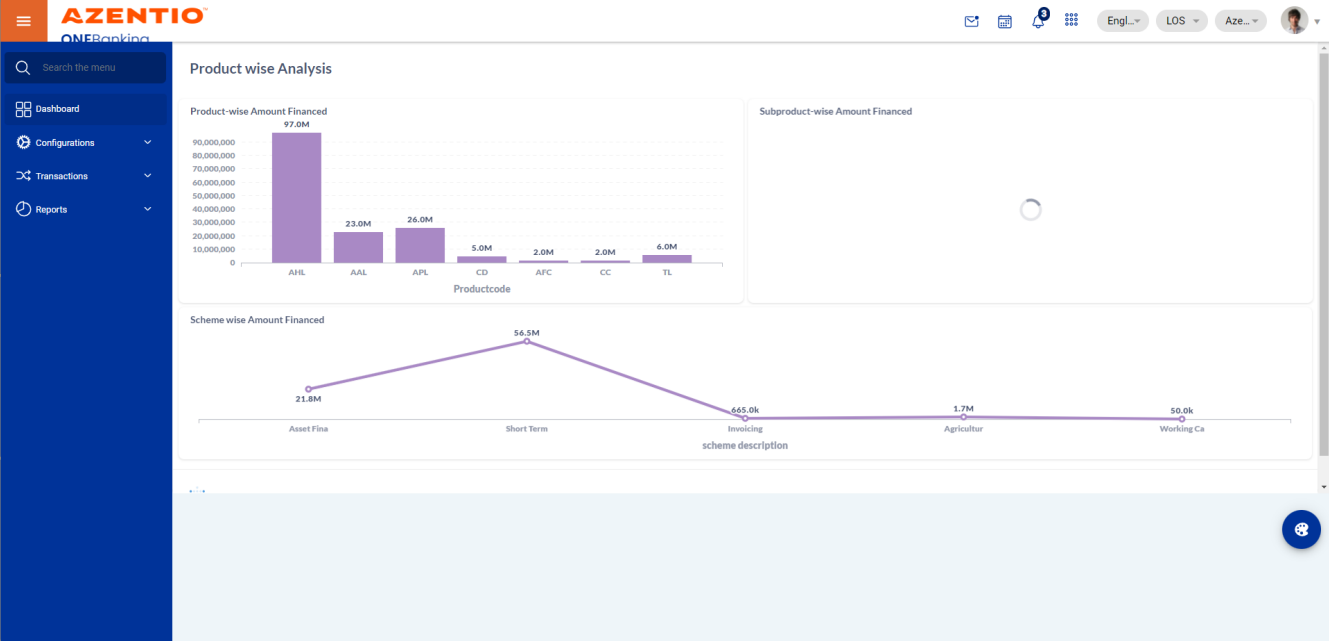 AZENTIO™
ONEBanking
3
Engl...
LOS
Aze...
Search the menu
Dashboard
Configurations
Transactions
Reports
Product wise Analysis
Product-wise Amount Financed
97.0M
90,000,000
80,000,000
70,000,000
60,000,000
50,000,000
40,000,000
30,000,000
20,000,000
10,000,000
0
23.0M
26.0M
5.0M
2.0M
2.0M
6.0M
AHL AAL APL CD AFC CC TL
Productcode
Subproduct-wise Amount Financed
Scheme wise Amount Financed
56.5M
21.8M
665.0k
1.7M
50.0k
Asset Fina Short Term Invoicing Agricultur Working Ca
scheme description